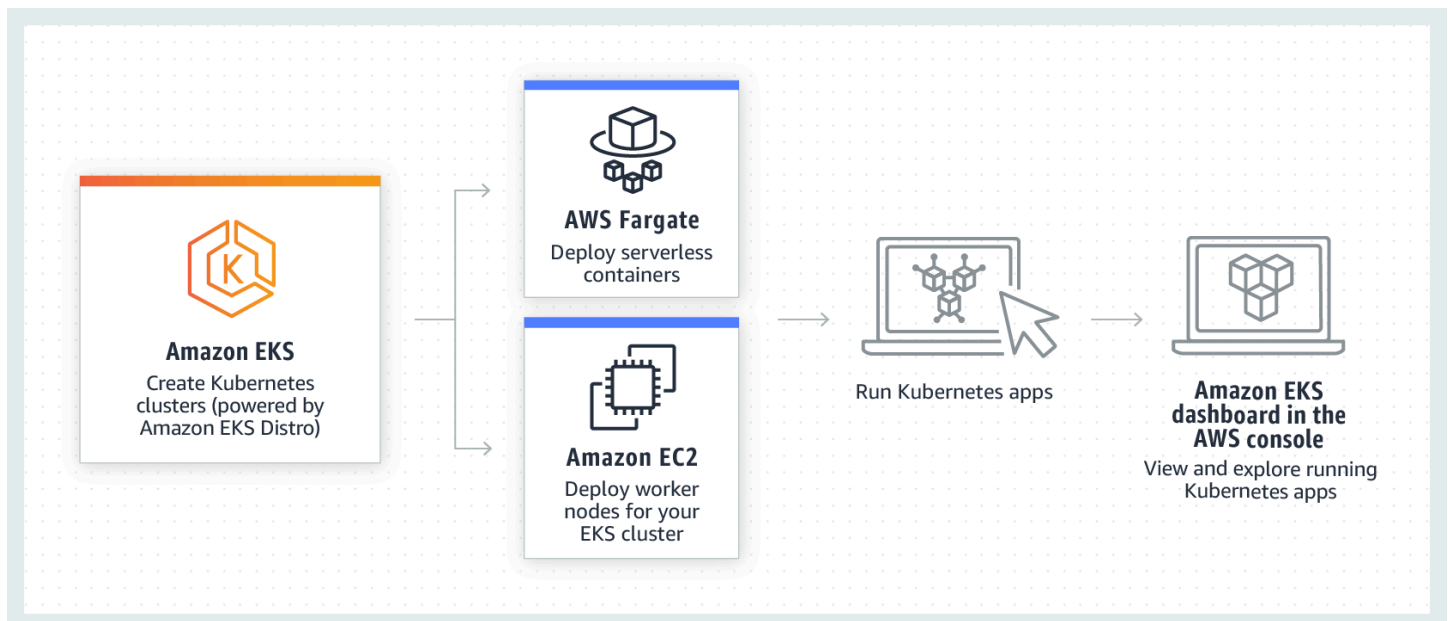 K
Amazon EKS
Create Kubernetes
clusters (powered by
Amazon EKS Distro)
AWS Fargate
Deploy serverless
containers
Amazon EC2
Deploy worker
nodes for your
EKS cluster
Run Kubernetes apps
Amazon EKS
dashboard in the
AWS console
View and explore running
Kubernetes apps